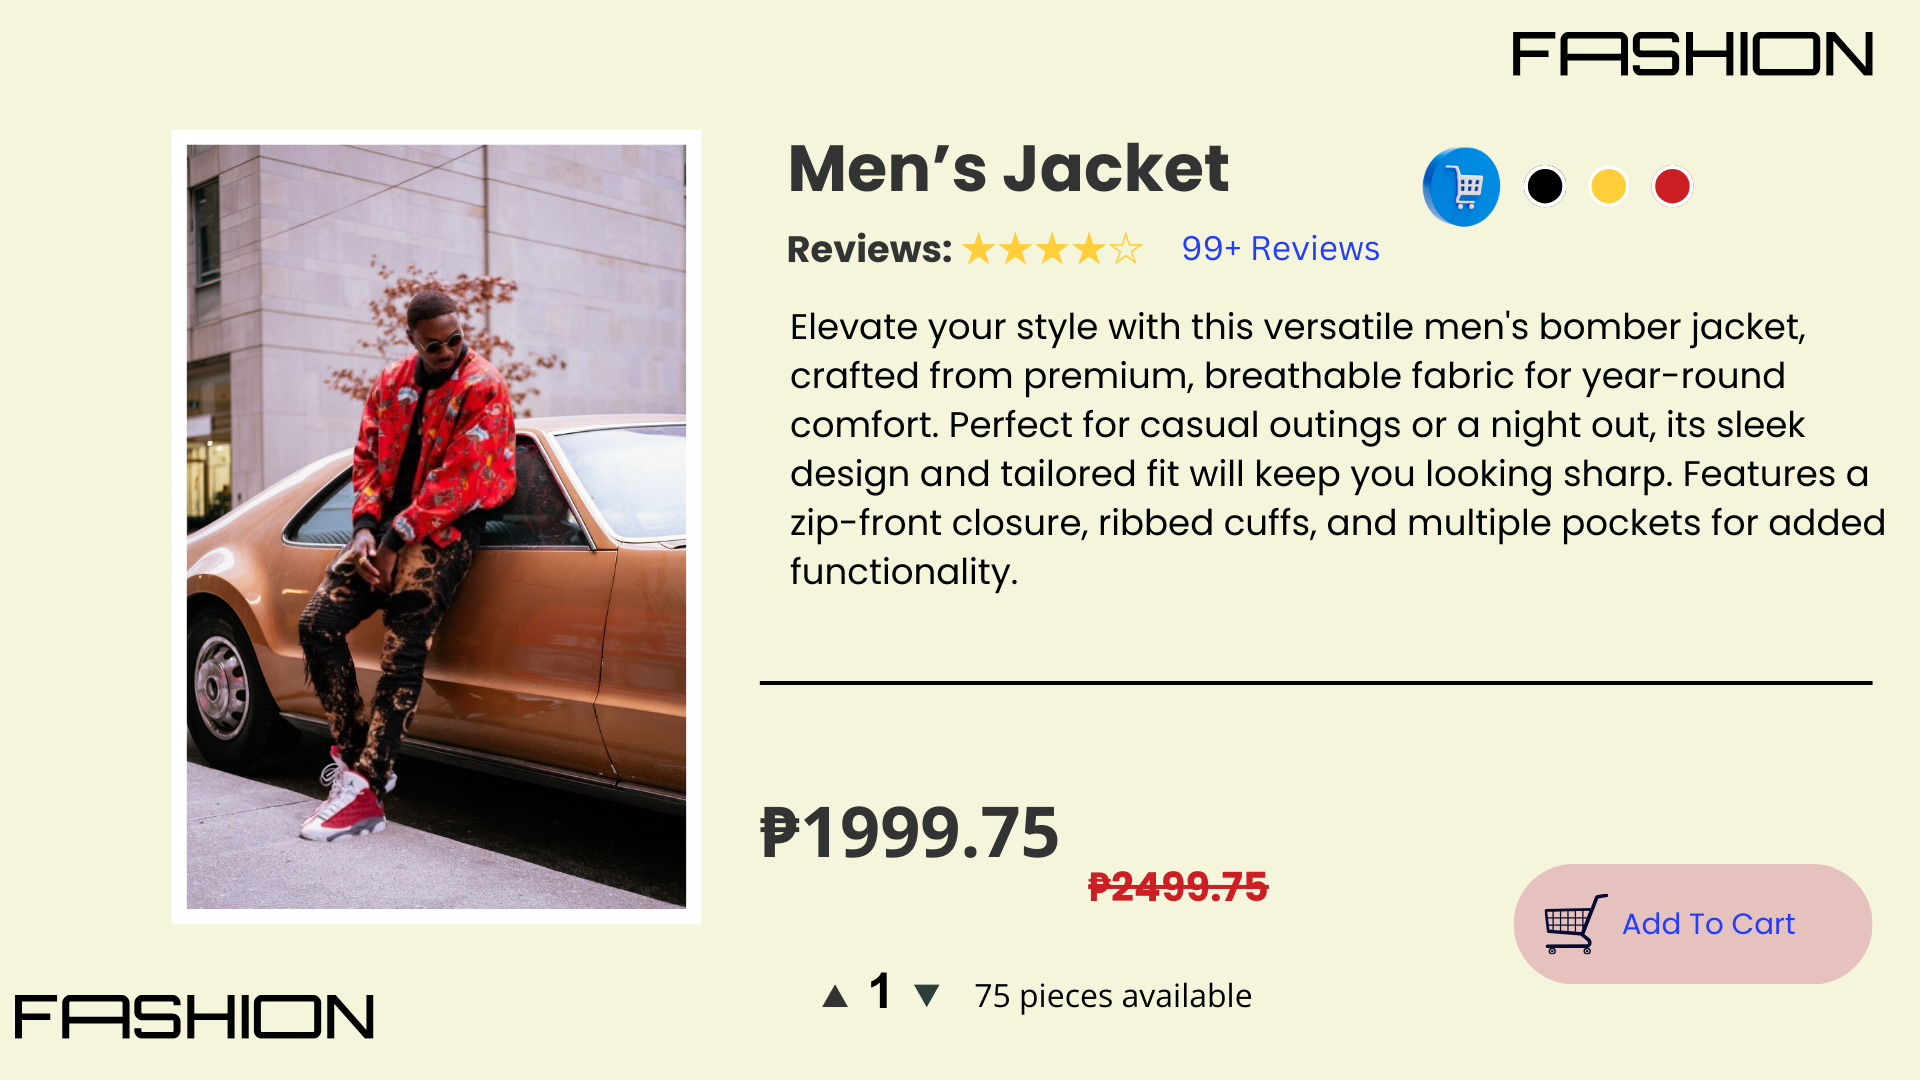 FASHION
Men’s Jacket
Reviews: ★★★★☆ 99+ Reviews
Elevate your style with this versatile men's bomber jacket,
crafted from premium, breathable fabric for year-round
comfort. Perfect for casual outings or a night out, its sleek
design and tailored fit will keep you looking sharp. Features a
zip-front closure, ribbed cuffs, and multiple pockets for added
functionality.
₱1999.75
₱2499.75
Add To Cart
▲ 1 ▼ 75 pieces available
FASHION